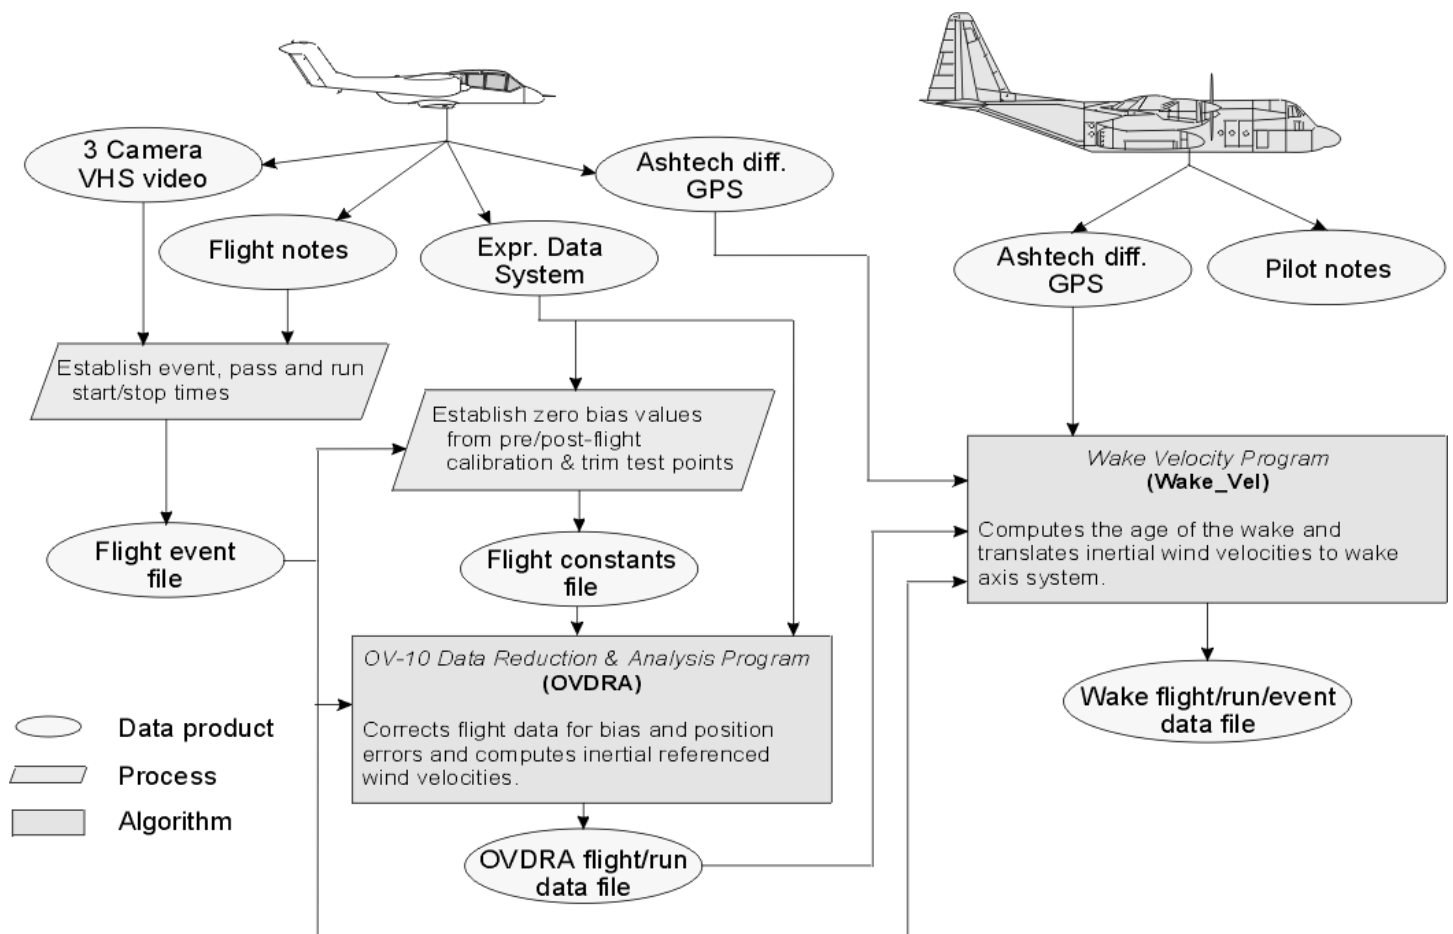 3 Camera
VHS video
Flight notes
Expr. Data
System
Ashtech diff.
GPS
Ashtech diff.
GPS
Pilot notes
Establish event, pass and run
start/stop times
Establish zero bias values
from pre/post-flight
calibration & trim test points
Wake Velocity Program
(Wake_Vel)
Computes the age of the wake and
translates inertial wind velocities to wake
axis system.
Flight event
file
Flight constants
file
OV-10 Data Reduction & Analysis Program
(OVDRA)
Corrects flight data for bias and position
errors and computes inertial referenced
wind velocities.
Wake flight/run/event
data file
Data product
Process
Algorithm
OVDRA flight/run
data file